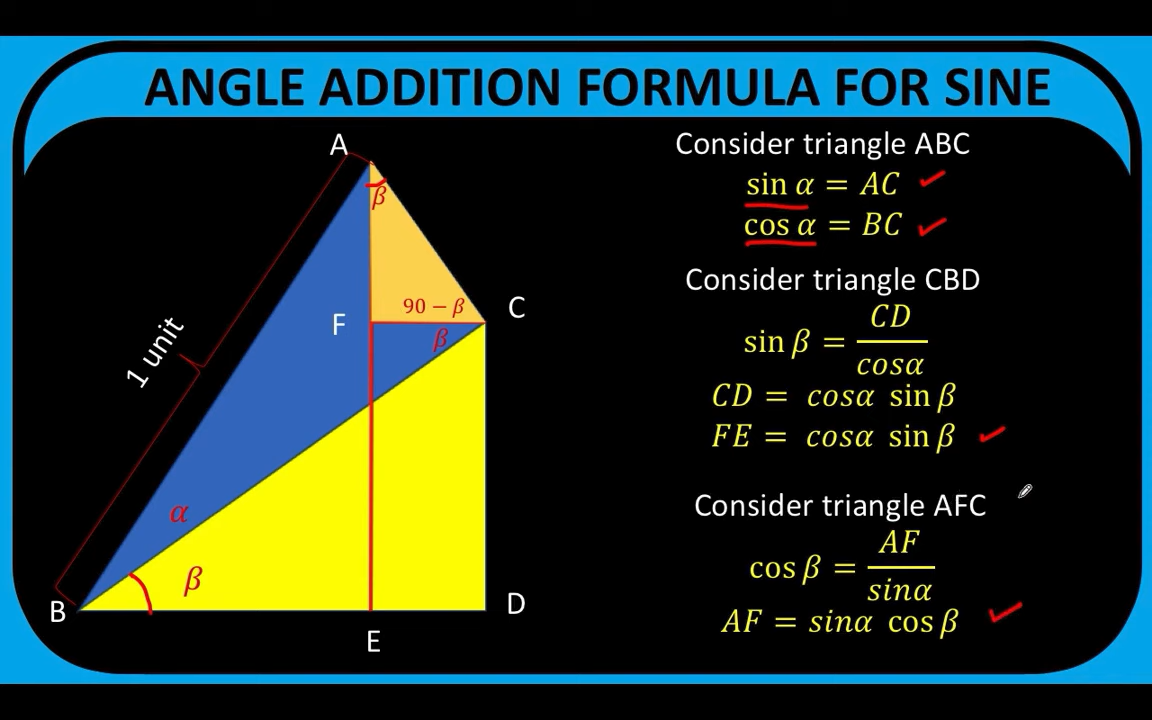 ANGLE ADDITION FORMULA FOR SINE
A
β
C
90 − β
F
β
1 unit
α
β
B
D
E
Consider triangle ABC
sin α = AC
cos α = BC
Consider triangle CBD
sin β = CD / cosα
CD = cosα sin β
FE = cosα sin β
Consider triangle AFC
cos β = AF / sinα
AF = sinα cos β